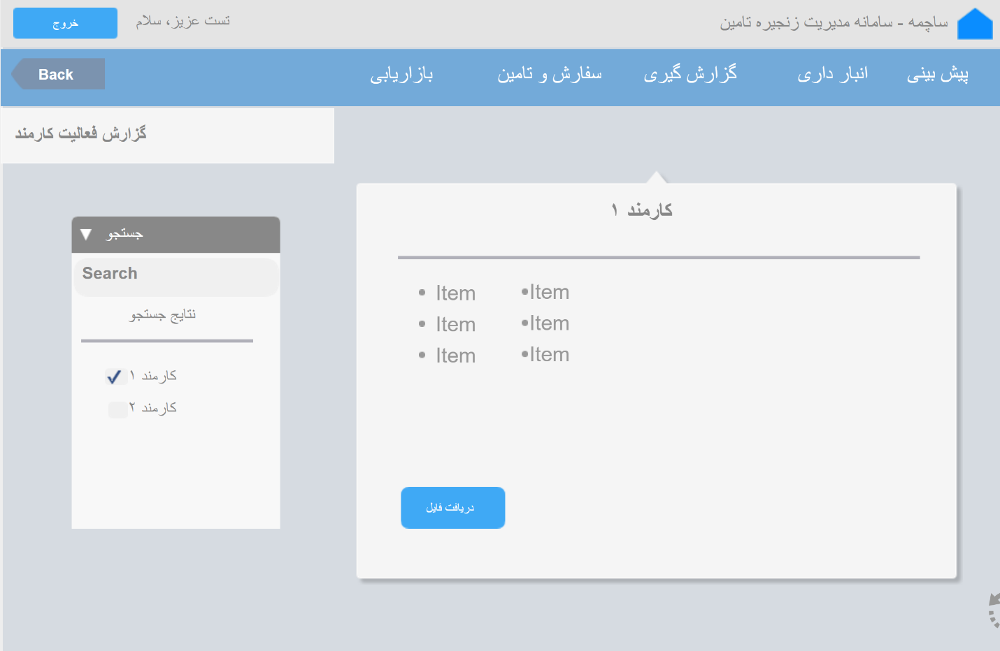 ساچمه - سامانه مدیریت زنجیره تامین
تست عزیز، سلام
خروج
پیش بینی
انبار داری
گزارش گیری
سفارش و تامین
بازاریابی
Back
گزارش فعالیت کارمند
جستجو
Search
نتایج جستجو
کارمند ۱
کارمند ۲
کارمند ۱
• Item •Item
• Item •Item
• Item •Item
دریافت فایل